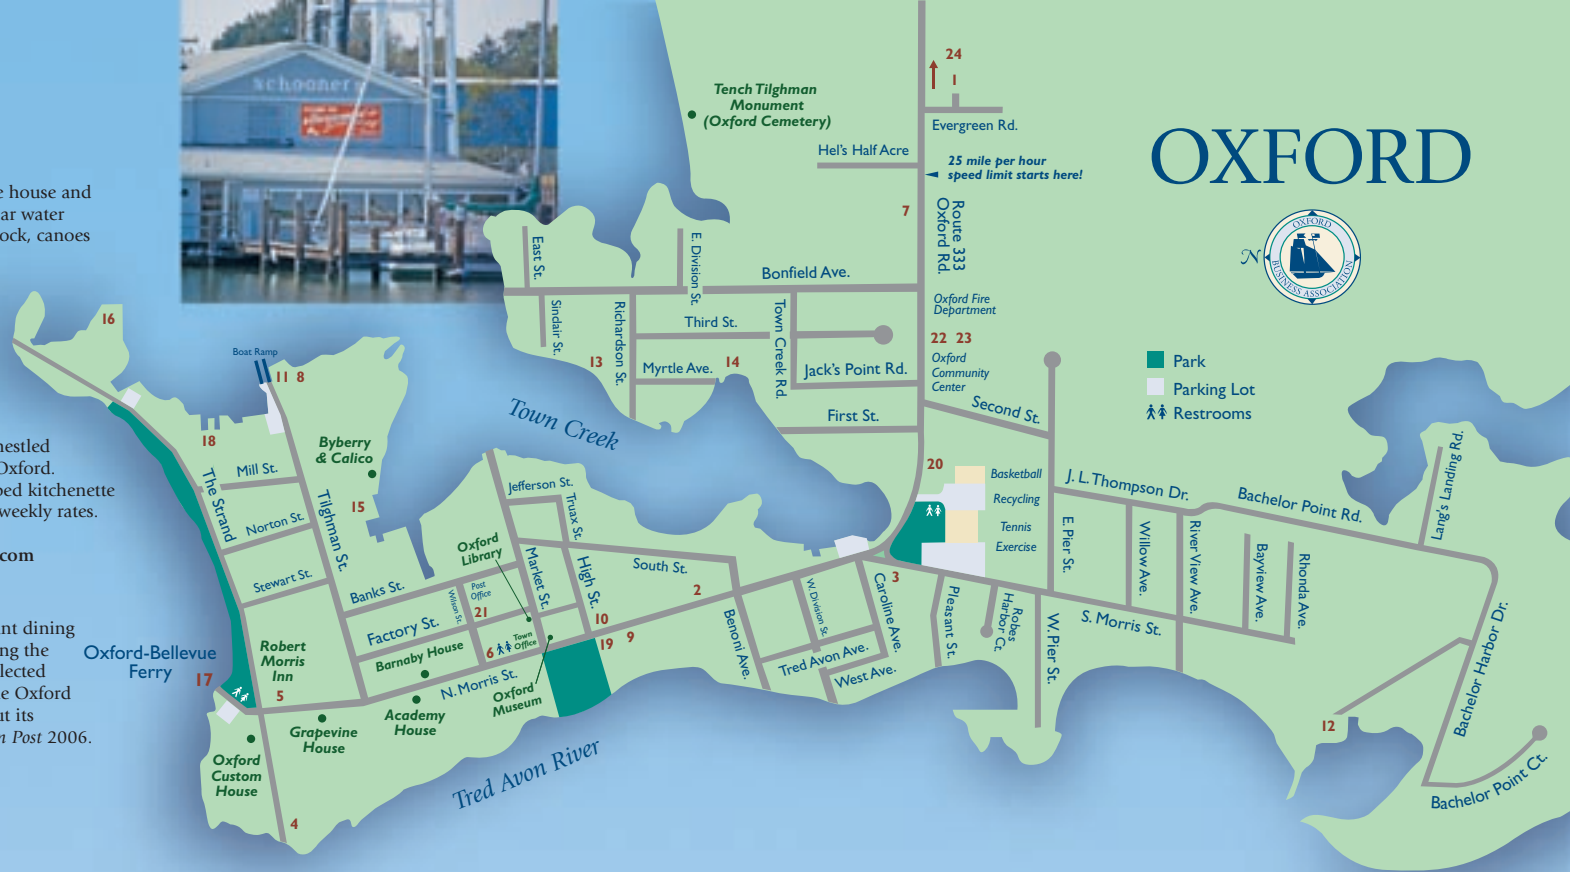 schooners
e house and
ar water
ock, canoes
nestled
Oxford.
ped kitchenette
weekly rates.
com
nt dining
ng the
lected
e Oxford
ut its
n Post 2006.
OXFORD
N
OXFORD
BUSINESS ASSOCIATION
Park
Parking Lot
Restrooms
24
1
Evergreen Rd.
Tench Tilghman
Monument
(Oxford Cemetery)
Hel's Half Acre
25 mile per hour
speed limit starts here!
7
Route 333
Oxford Rd.
East St.
E. Division St.
Bonfield Ave.
Oxford Fire
Department
Sinclair St.
Richardson St.
Third St.
Town Creek Rd.
22 23
13
Myrtle Ave.
14
Jack's Point Rd.
Oxford
Community
Center
First St.
Second St.
Town Creek
16
Boat Ramp
11 8
18
Byberry
& Calico
Mill St.
The Strand
Tilghman St.
15
Norton St.
Stewart St.
Banks St.
Jefferson St.
Truax St.
Oxford
Library
Market St.
High St.
South St.
Post
Office
Wilson St.
21
Factory St.
Barnaby House
6
Town
Office
N. Morris St.
Oxford
Museum
10
19
9
2
Robert
Morris
Inn
Oxford-Bellevue
Ferry
17
5
Grapevine
House
Academy
House
Oxford
Custom
House
4
Tred Avon River
Benoni Ave.
W. Division St.
Caroline Ave.
3
Tred Avon Ave.
West Ave.
20
Basketball
Recycling
Tennis
Exercise
Pleasant St.
Robes
Harbor Ct.
W. Pier St.
E. Pier St.
S. Morris St.
J. L. Thompson Dr.
Willow Ave.
River View Ave.
Bayview Ave.
Rhonda Ave.
Bachelor Point Rd.
Lang's Landing Rd.
Bachelor Harbor Dr.
12
Bachelor Point Ct.